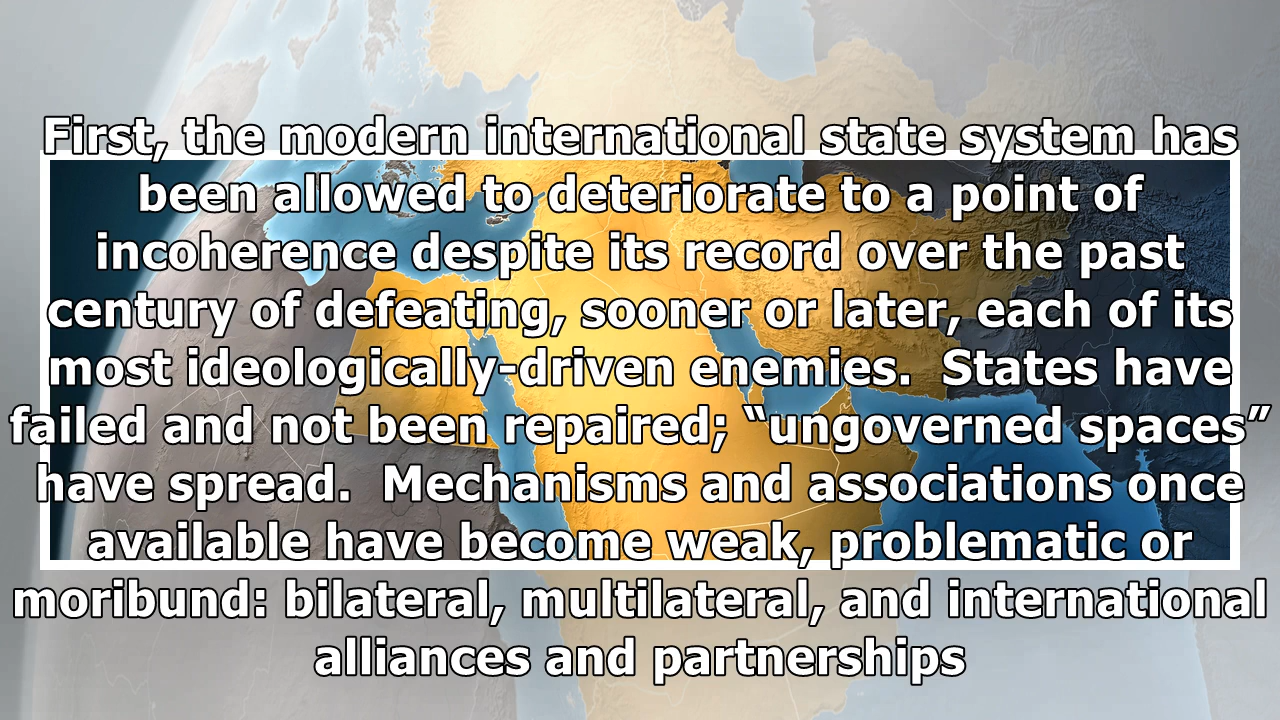 First, the modern international state system has
been allowed to deteriorate to a point of
incoherence despite its record over the past
century of defeating, sooner or later, each of its
most ideologically-driven enemies.  States have
failed and not been repaired; “ungoverned spaces”
have spread.  Mechanisms and associations once
available have become weak, problematic or
moribund: bilateral, multilateral, and international
alliances and partnerships